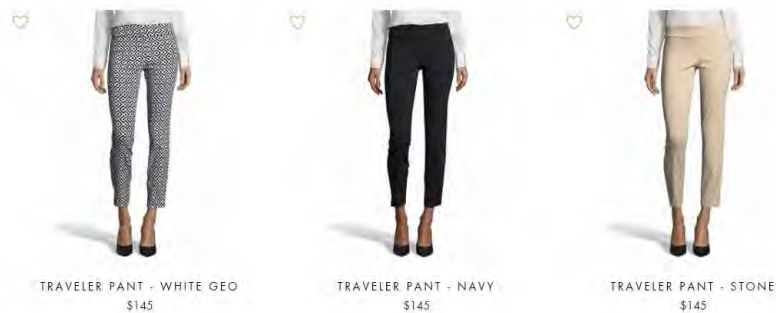 TRAVELER PANT - WHITE GEO
$145
TRAVELER PANT - NAVY
$145
TRAVELER PANT - STONE
$145